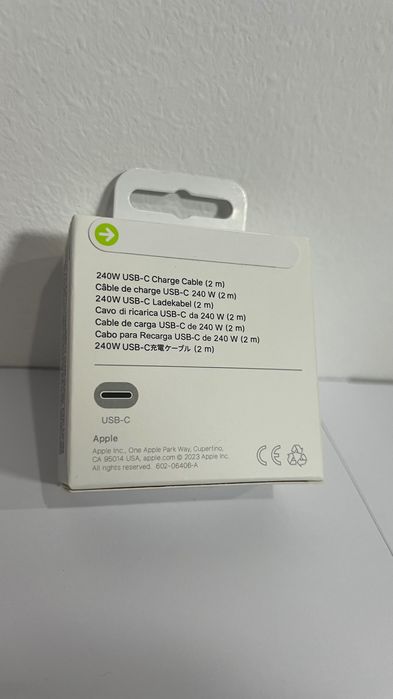 240W USB-C Charge Cable (2 m)
Câble de charge USB-C 240 W (2 m)
240W USB-C Ladekabel (2 m)
Cavo di ricarica USB-C da 240 W (2 m)
Cable de carga USB-C de 240 W (2 m)
Cabo para Recarga USB-C de 240 W (2 m)
240W USB-C充電ケーブル (2 m)
USB-C
Apple
Apple Inc., One Apple Park Way, Cupertino,
CA 95014 USA, apple.com © 2023 Apple Inc.
All rights reserved. 602-06406-A
CE